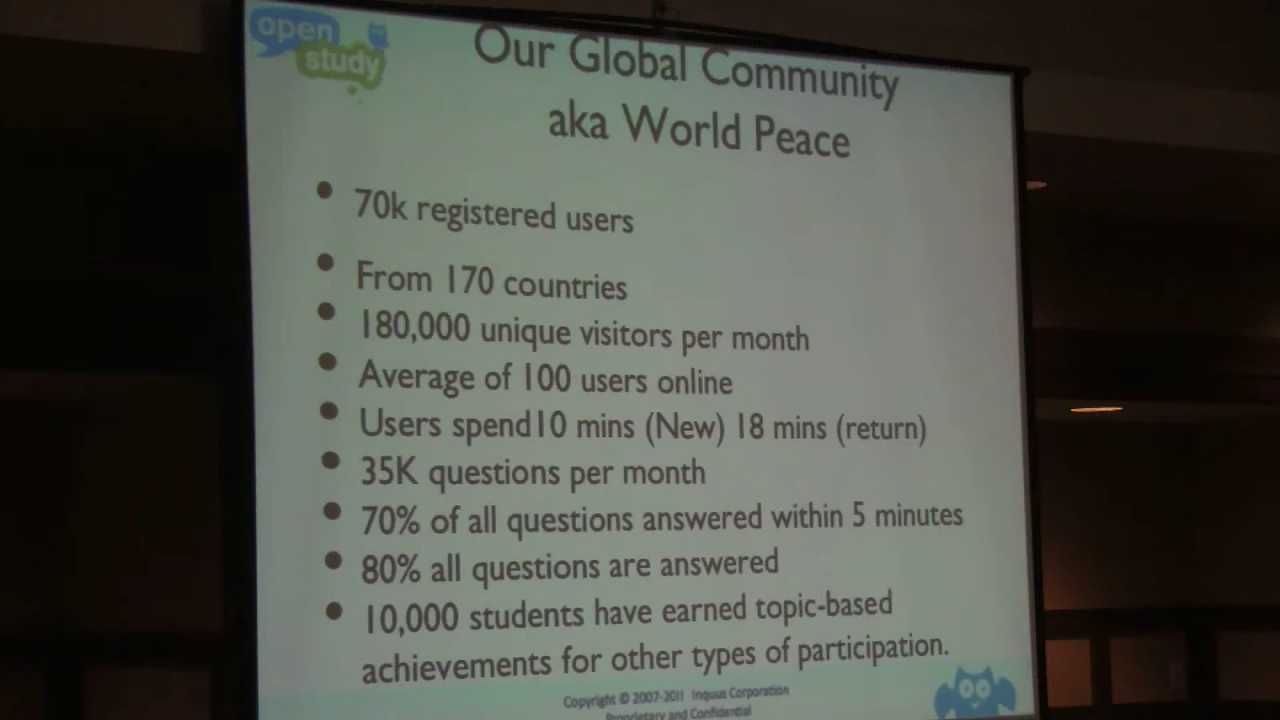 open
study
Our Global Community
aka World Peace
• 70k registered users
• From 170 countries
• 180,000 unique visitors per month
• Average of 100 users online
• Users spend10 mins (New) 18 mins (return)
• 35K questions per month
• 70% of all questions answered within 5 minutes
• 80% all questions are answered
• 10,000 students have earned topic-based
achievements for other types of participation.
Copyright © 2007-2011 Inquus Corporation
Proprietary and Confidential